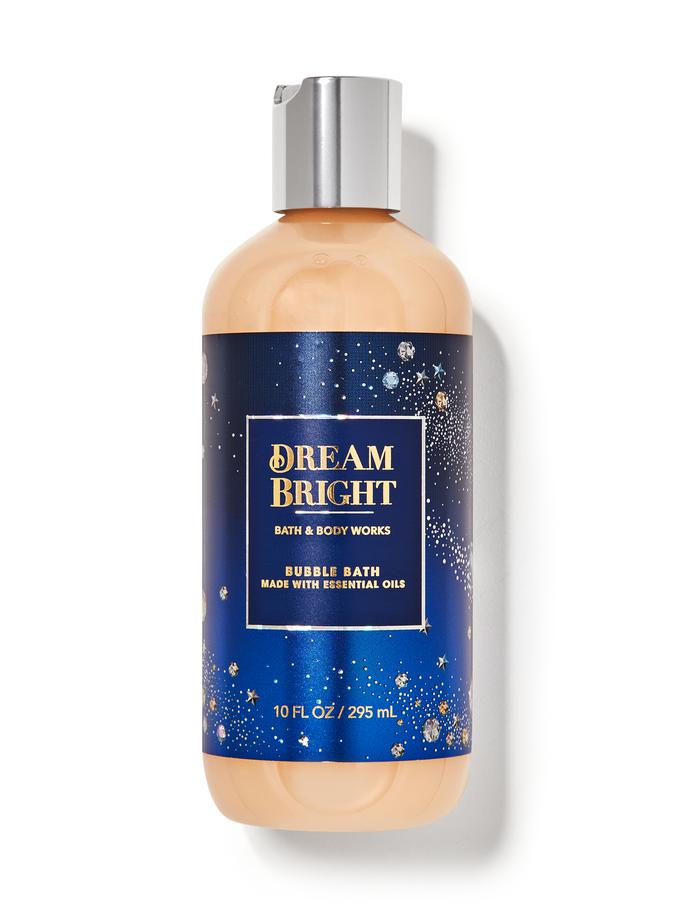 DREAM
BRIGHT
BATH & BODY WORKS
BUBBLE BATH
MADE WITH ESSENTIAL OILS
10 FL OZ / 295 mL